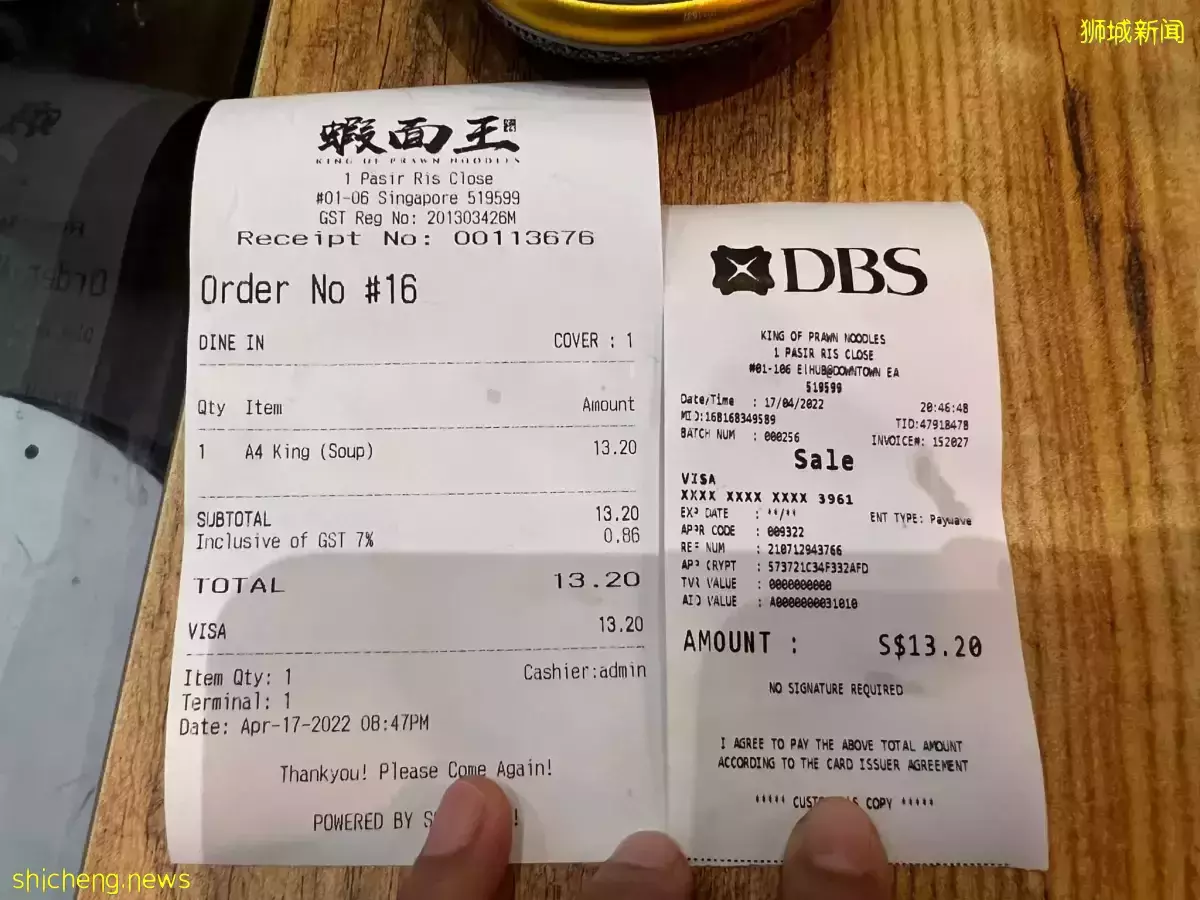 狮城新闻
蝦面王
KING OF PRAWN NOODLES
1 Pasir Ris Close
#01-06 Singapore 519599
GST Reg No: 201303426M
Receipt No: 00113676
Order No #16
DINE IN COVER : 1
Qty Item Amount
1 A4 King (Soup) 13.20
SUBTOTAL 13.20
Inclusive of GST 7% 0.86
TOTAL 13.20
VISA 13.20
Item Qty: 1 Cashier:admin
Terminal: 1
Date: Apr-17-2022 08:47PM
Thankyou! Please Come Again!
POWERED BY
DBS
KING OF PRAWN NOODLES
1 PASIR RIS CLOSE
#01-106 E!HUB@DOWNTOWN EA
519599
Date/Time : 17/04/2022 20:46:48
MID:168168349589 TID:47918478
BATCH NUM : 000256 INVOICE#: 152027
Sale
VISA
XXXX XXXX XXXX 3961
EXP DATE : **/** ENT TYPE: Paywave
APPR CODE : 009322
REF NUM : 210712943766
APP CRYPT : 573721C34F332AFD
TVR VALUE : 0000000000
AID VALUE : A0000000031010
AMOUNT : S$13.20
NO SIGNATURE REQUIRED
I AGREE TO PAY THE ABOVE TOTAL AMOUNT
ACCORDING TO THE CARD ISSUER AGREEMENT
***** COPY *****
shicheng.news